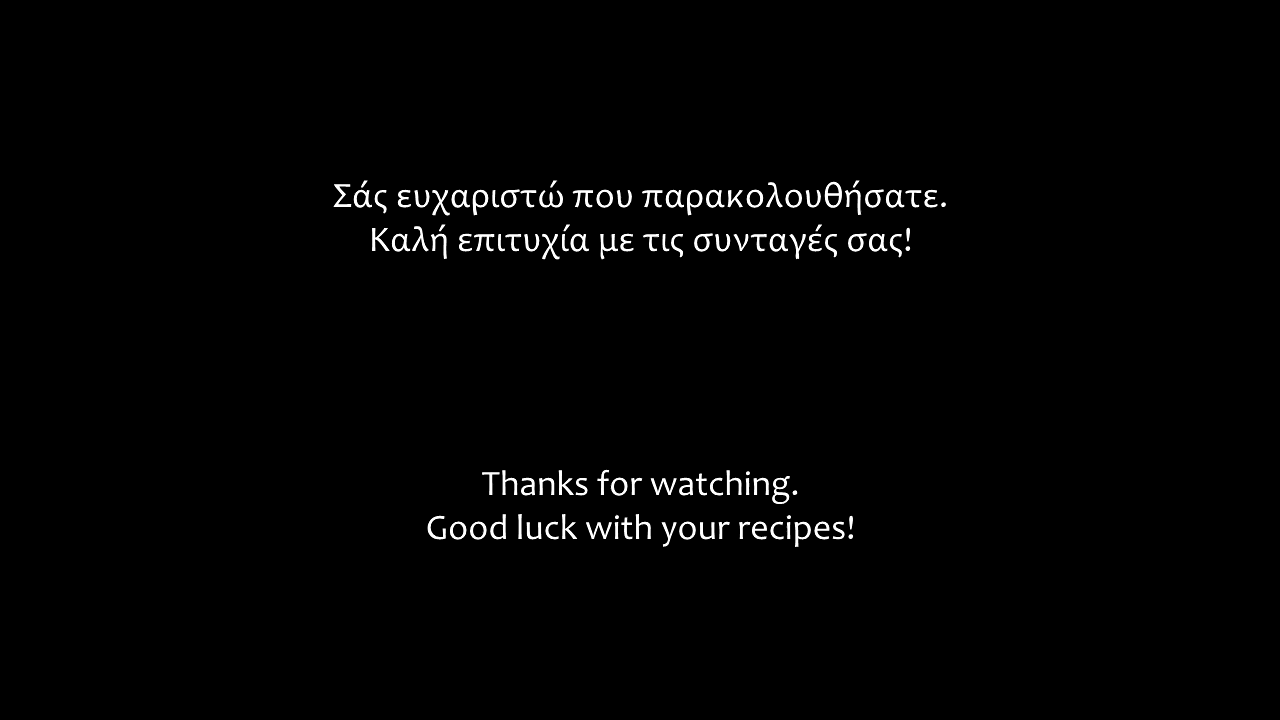 Σάς ευχαριστώ που παρακολουθήσατε.
Καλή επιτυχία με τις συνταγές σας!
Thanks for watching.
Good luck with your recipes!